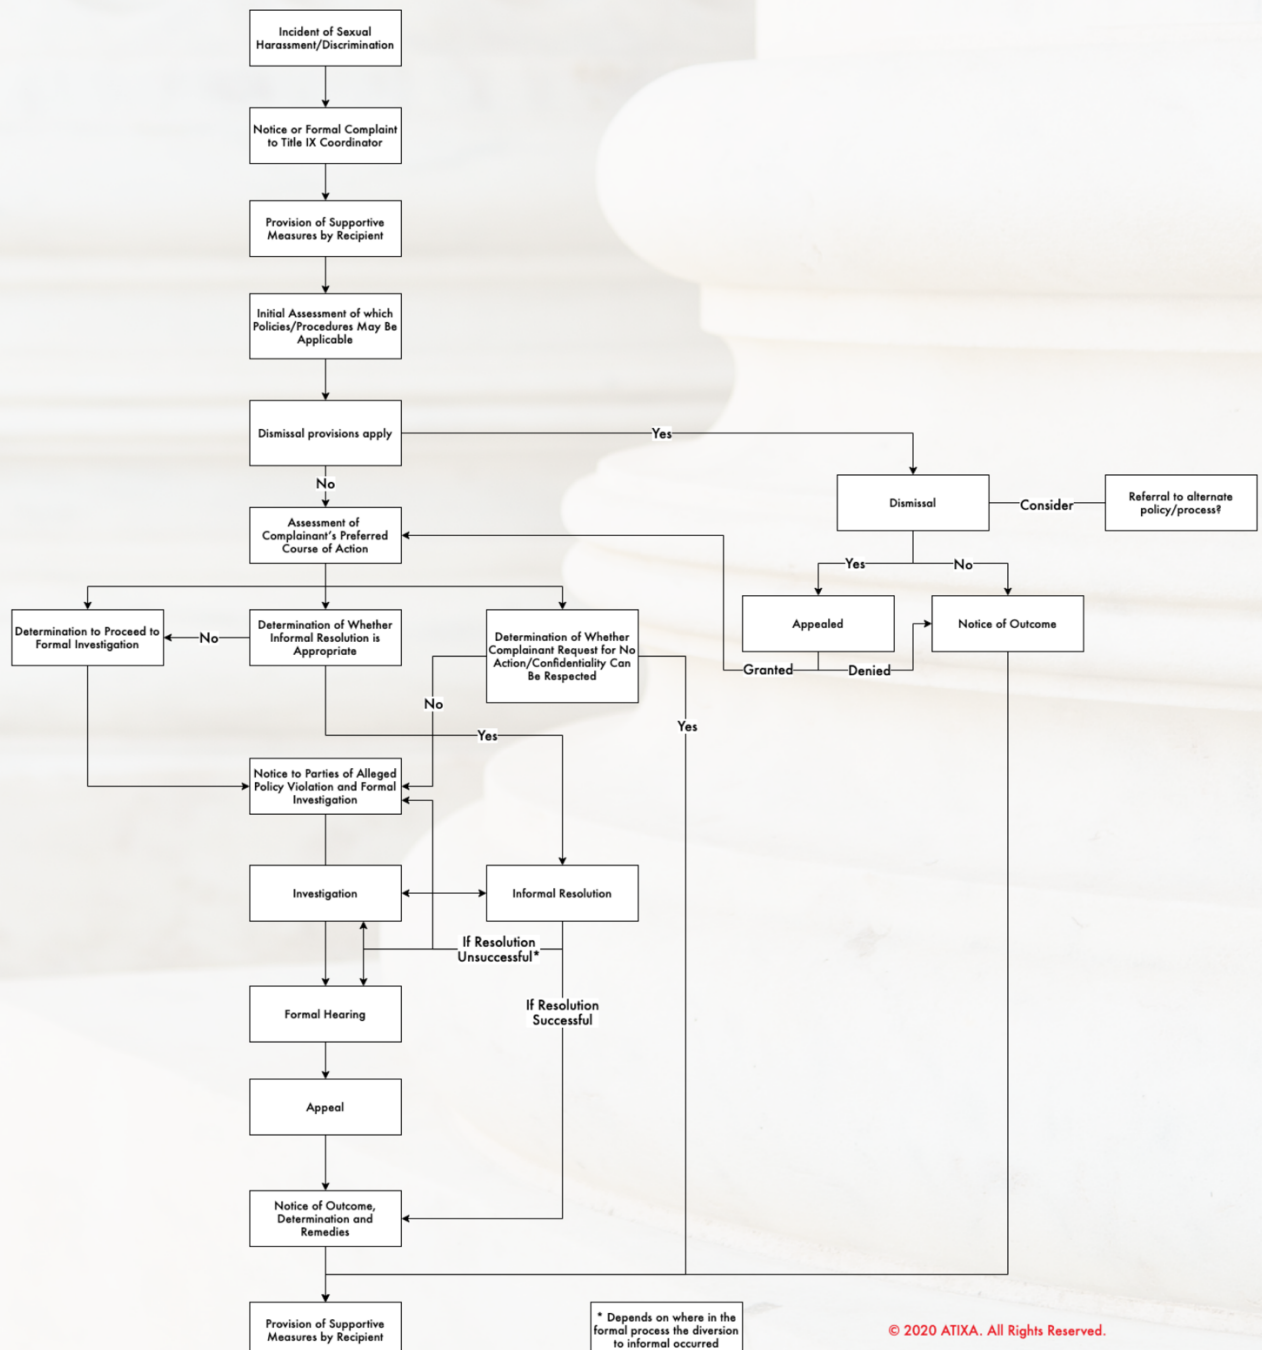 Incident of Sexual
Harassment/Discrimination
Notice or Formal Complaint
to Title IX Coordinator
Provision of Supportive
Measures by Recipient
Initial Assessment of which
Policies/Procedures May Be
Applicable
Dismissal provisions apply
Yes
No
Dismissal
Consider
Referral to alternate
policy/process?
Assessment of
Complainant's Preferred
Course of Action
Yes
No
Determination to Proceed to
Formal Investigation
No
Determination of Whether
Informal Resolution is
Appropriate
Determination of Whether
Complainant Request for No
Action/Confidentiality Can
Be Respected
Appealed
Notice of Outcome
Granted
Denied
No
Yes
Yes
Notice to Parties of Alleged
Policy Violation and Formal
Investigation
Investigation
Informal Resolution
If Resolution
Unsuccessful*
If Resolution
Successful
Formal Hearing
Appeal
Notice of Outcome,
Determination and
Remedies
Provision of Supportive
Measures by Recipient
* Depends on where in the
formal process the diversion
to informal occurred
© 2020 ATIXA. All Rights Reserved.